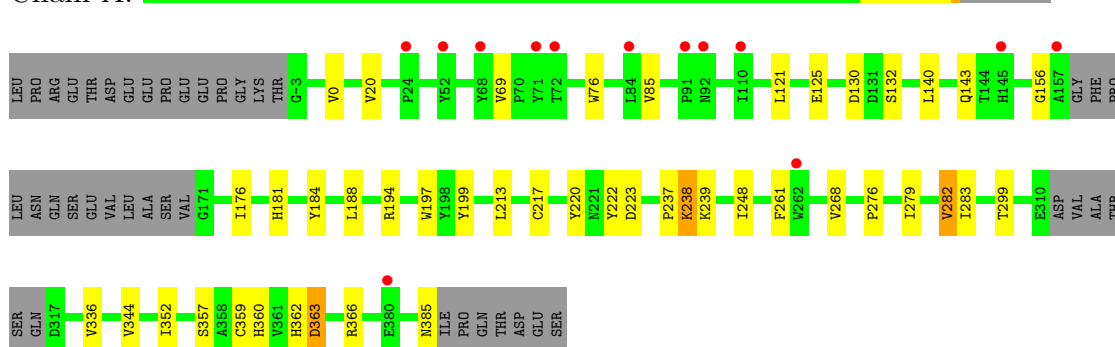 LEU PRO ARG GLU THR ASP GLU GLU PRO GLU GLU PRO GLY LYS THR G-3 V0 V20 P24 Y52 Y68 V69 P70 Y71 T72 W76 L84 V85 P91 N92 I110 L121 E125 D130 D131 S132 L140 Q143 T144 H145 G156 A157 GLY PHE PRO
LEU ASN GLN SER GLU VAL LEU ALA SER VAL G171 I176 H181 Y184 L188 R194 W197 Y198 Y199 L213 C217 Y220 N221 Y222 D223 P237 K238 K239 I248 F261 W262 V268 P276 I279 V282 I283 T299 E310 ASP VAL ALA THR
SER GLN D317 V336 V344 I352 S357 A358 C359 H360 V361 H362 D363 R366 E380 N385 ILE PRO GLN THR ASP GLU SER